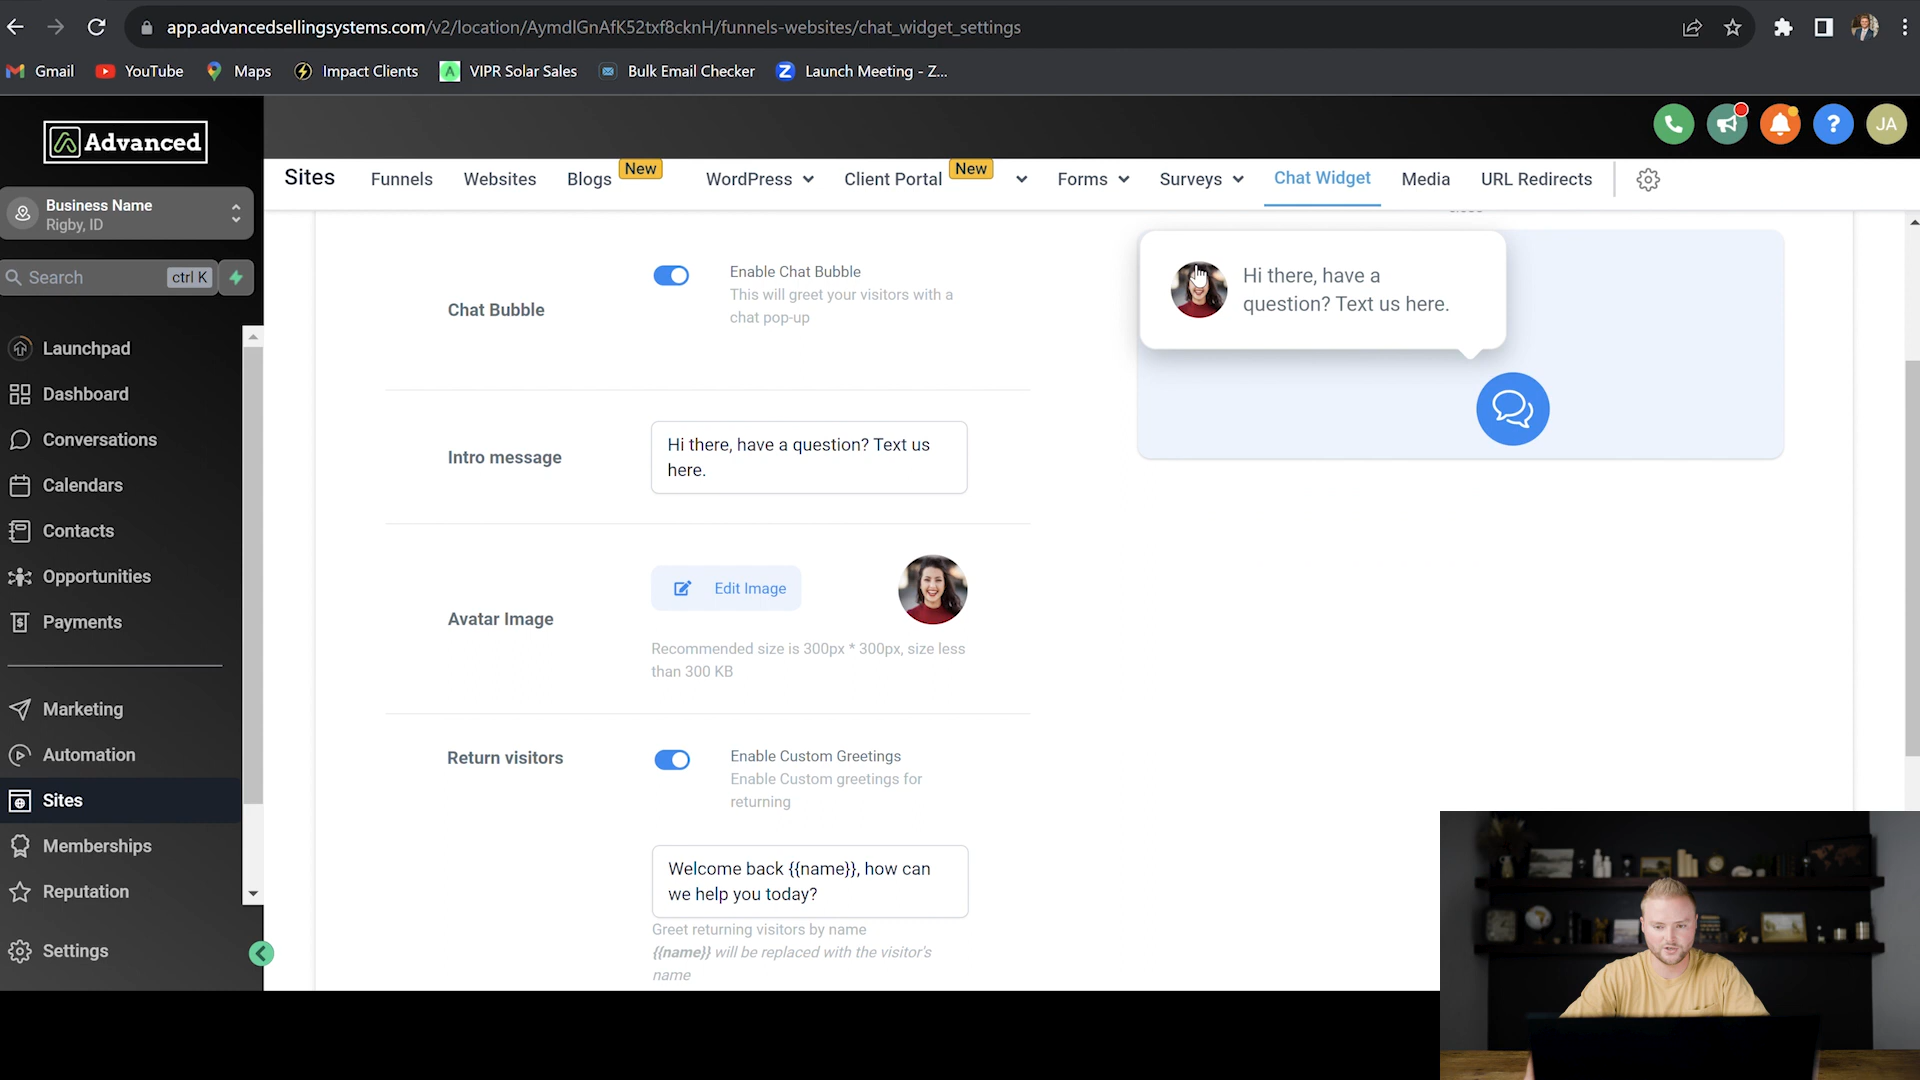 app.advancedsellingsystems.com/v2/location/AymdlGnAfK52txf8cknH/funnels-websites/chat_widget_settings
Gmail
YouTube
Maps
Impact Clients
VIPR Solar Sales
Bulk Email Checker
Launch Meeting - Z...
Advanced
JA
Sites
Funnels
Websites
Blogs
New
WordPress
Client Portal
New
Forms
Surveys
Chat Widget
Media
URL Redirects
Business Name
Rigby, ID
Search
ctrl K
Launchpad
Dashboard
Conversations
Calendars
Contacts
Opportunities
Payments
Marketing
Automation
Sites
Memberships
Reputation
Settings
Chat Bubble
Enable Chat Bubble
This will greet your visitors with a
chat pop-up
Intro message
Hi there, have a question? Text us
here.
Avatar Image
Edit Image
Recommended size is 300px * 300px, size less
than 300 KB
Return visitors
Enable Custom Greetings
Enable Custom greetings for
returning
Welcome back {{name}}, how can
we help you today?
Greet returning visitors by name
{{name}} will be replaced with the visitor's
name
Hi there, have a
question? Text us here.